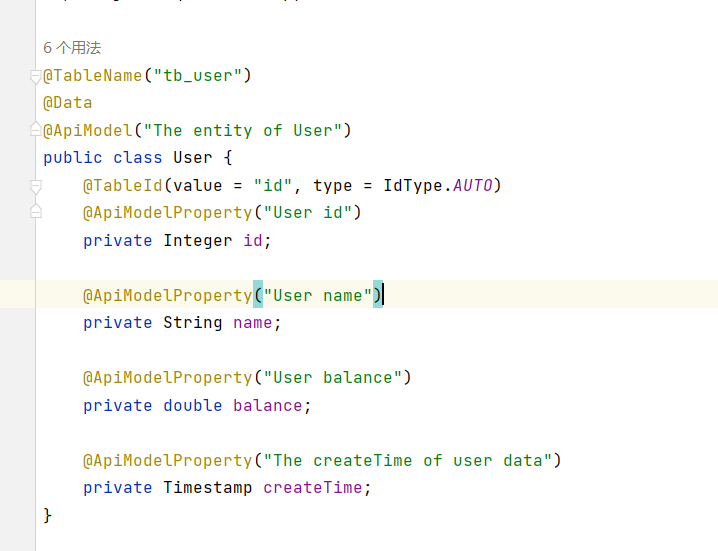 6 个用法
@TableName("tb_user")
@Data
@ApiModel("The entity of User")
public class User {
@TableId(value = "id", type = IdType.AUTO)
@ApiModelProperty("User id")
private Integer id;
@ApiModelProperty("User name")
private String name;
@ApiModelProperty("User balance")
private double balance;
@ApiModelProperty("The createTime of user data")
private Timestamp createTime;
}